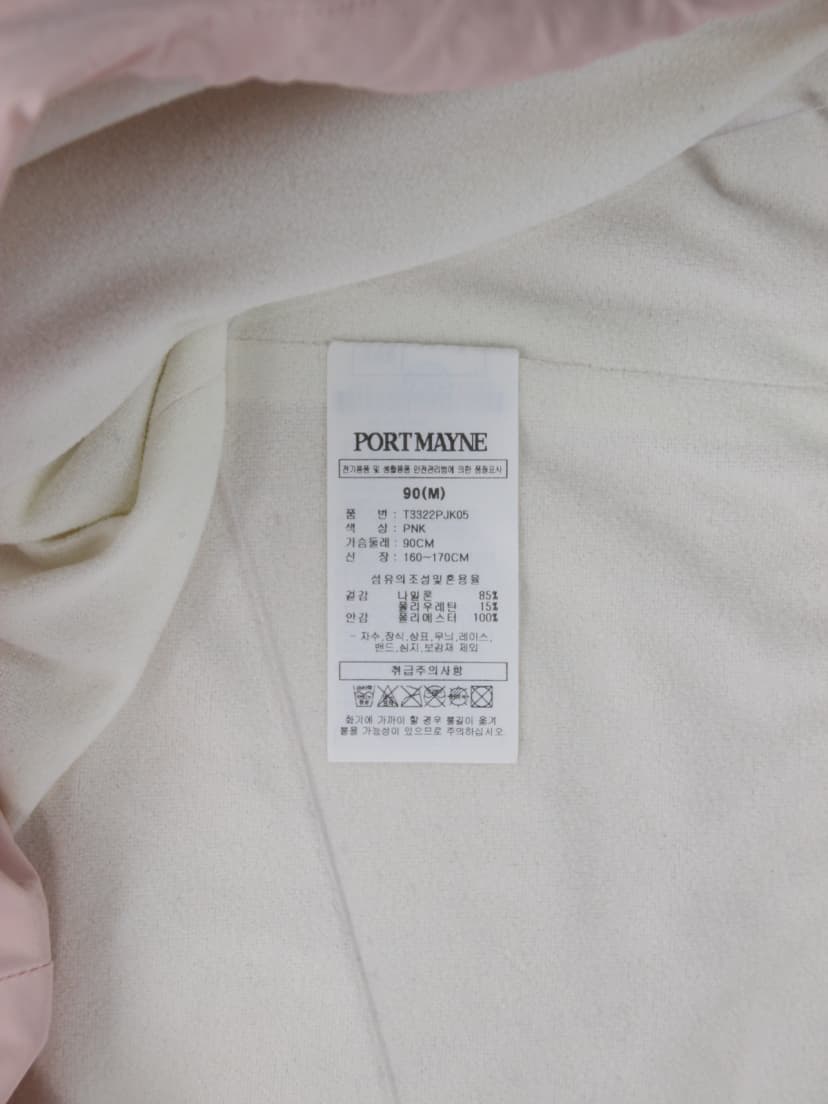 PORT MAYNE
전기용품 및 생활용품 안전관리법에 의한 품질표시
90(M)
품 번 : T3322PJK05
색 상 : PNK
가슴둘레 : 90CM
신 장 : 160~170CM
섬유의조성및혼용율
겉감 나일론 85%
폴리우레탄 15%
안감 폴리에스터 100%
- 자수,장식,상표,무늬,레이스,
밴드,심지,보강재 제외
취급주의사항
화기에 가까이 할 경우 불길이 옮겨
붙을 가능성이 있으므로 주의하십시오.